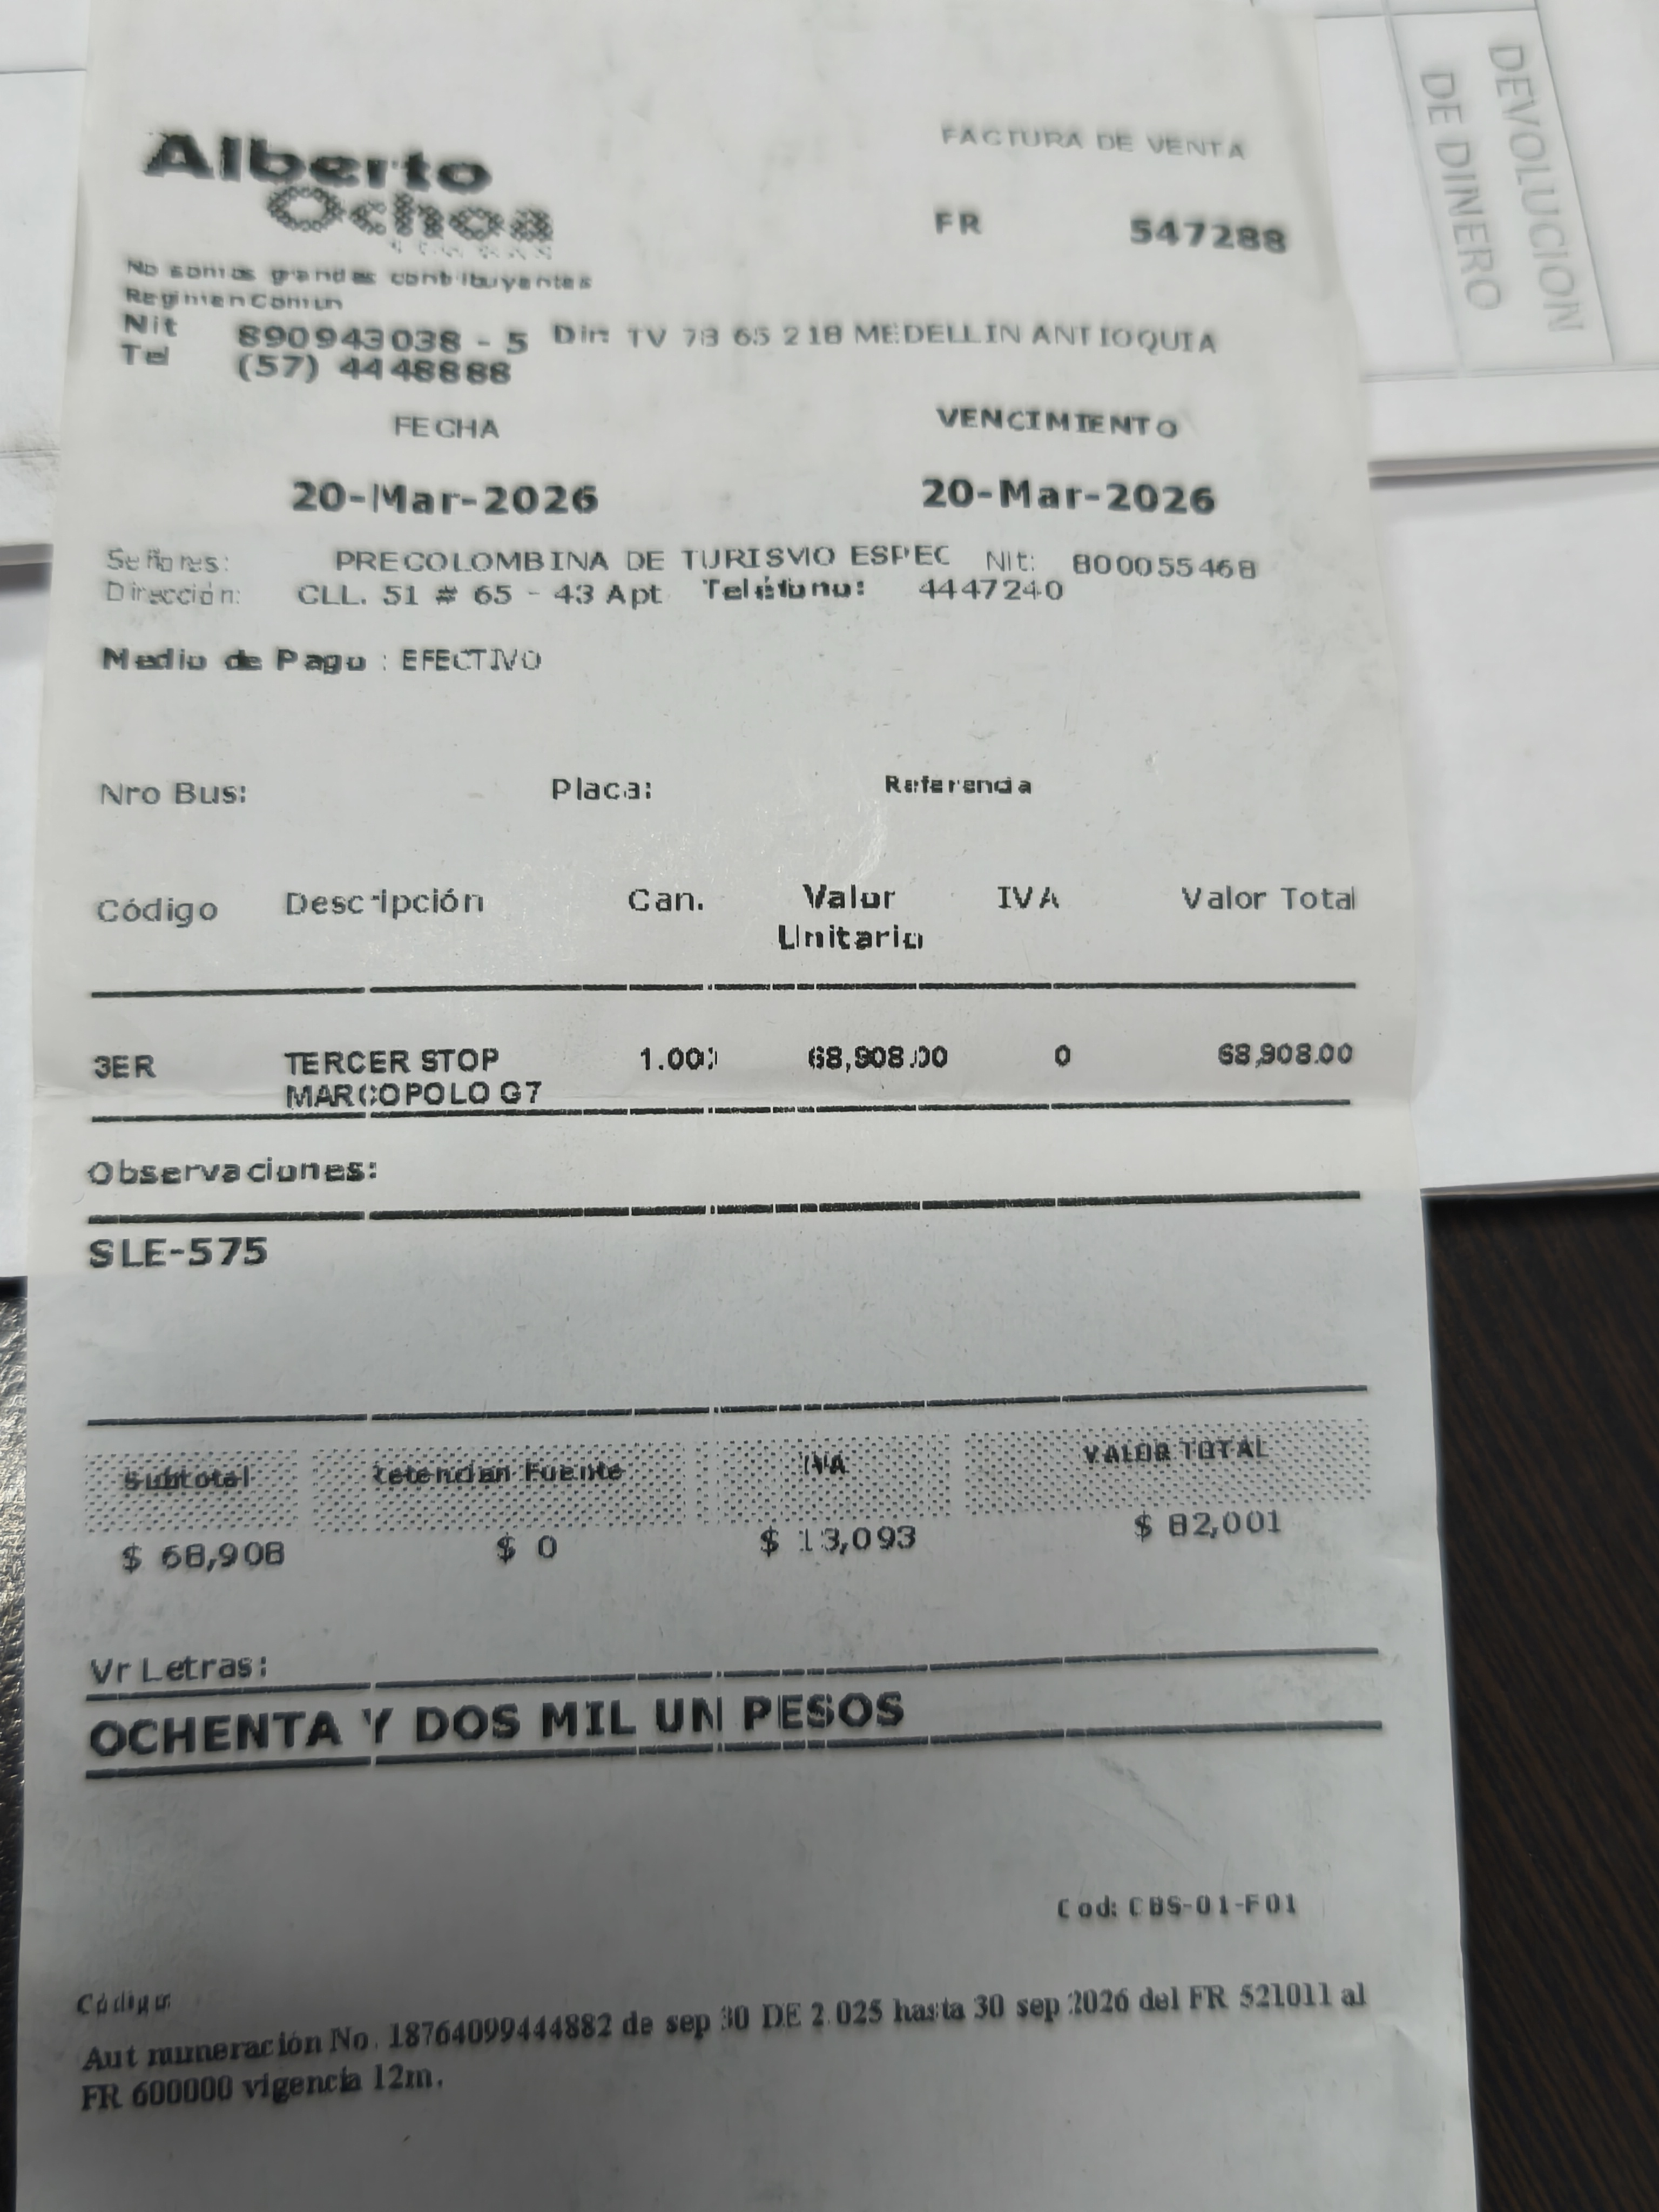 Alberto
Ochoa
FACTURA DE VENTA
FR 547288
No somos grandes contribuyentes
Regimen Comun
Nit 890943038 - 5 Dir: TV 78 65 218 MEDELLIN ANTIOQUIA
Tel (57) 4448888
FECHA VENCIMIENTO
20-Mar-2026 20-Mar-2026
Señores: PRECOLOMBINA DE TURISMO ESPEC Nit: 800055468
Dirección: CLL. 51 # 65 - 43 Apt Teléfono: 4447240
Medio de Pago : EFECTIVO
Nro Bus: Placa: Referencia
Código Descripción Can. Valor Unitario IVA Valor Total
3ER TERCER STOP 1.00 68,908.00 0 68,908.00
MARCOPOLO G7
Observaciones:
SLE-575
Subtotal Retencion Fuente IVA VALOR TOTAL
$ 68,908 $ 0 $ 13,093 $ 82,001
Vr Letras:
OCHENTA Y DOS MIL UN PESOS
Cod: CBS-01-F01
Código
Aut numeración No. 18764099444882 de sep 30 DE 2.025 hasta 30 sep 2026 del FR 521011 al
FR 600000 vigencia 12m.
DEVOLUCION
DE DINERO